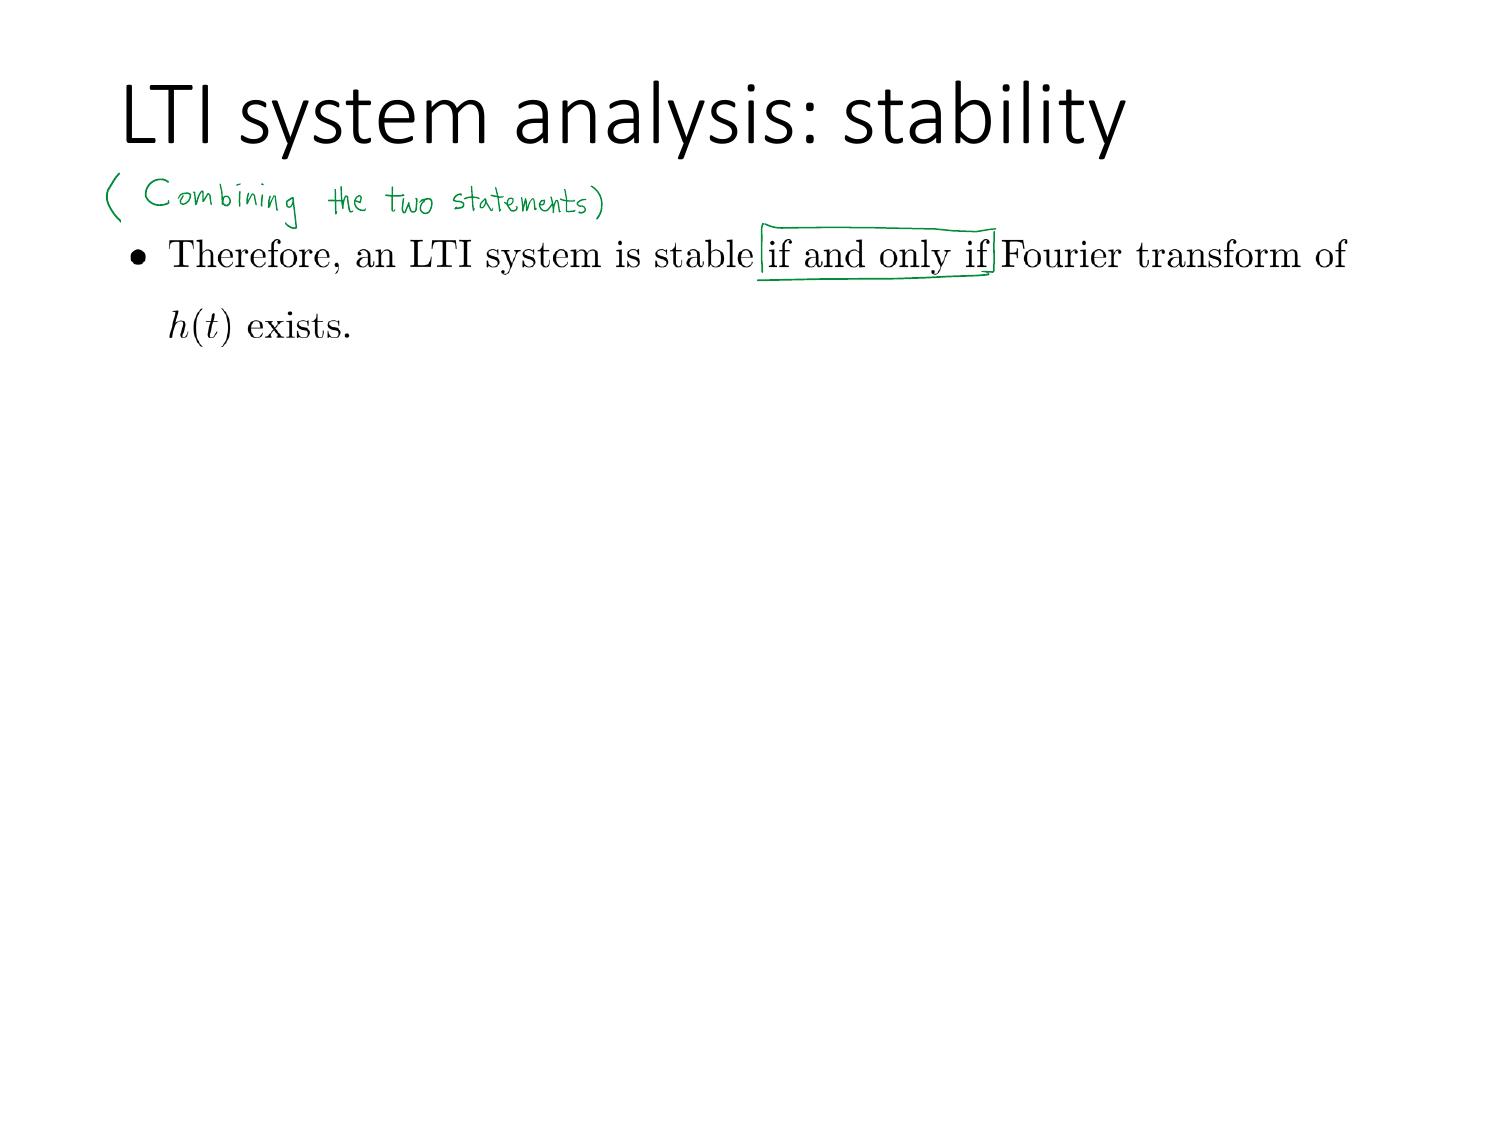 LTI system analysis: stability
( Combining the two statements)
• Therefore, an LTI system is stable if and only if Fourier transform of
h(t) exists.